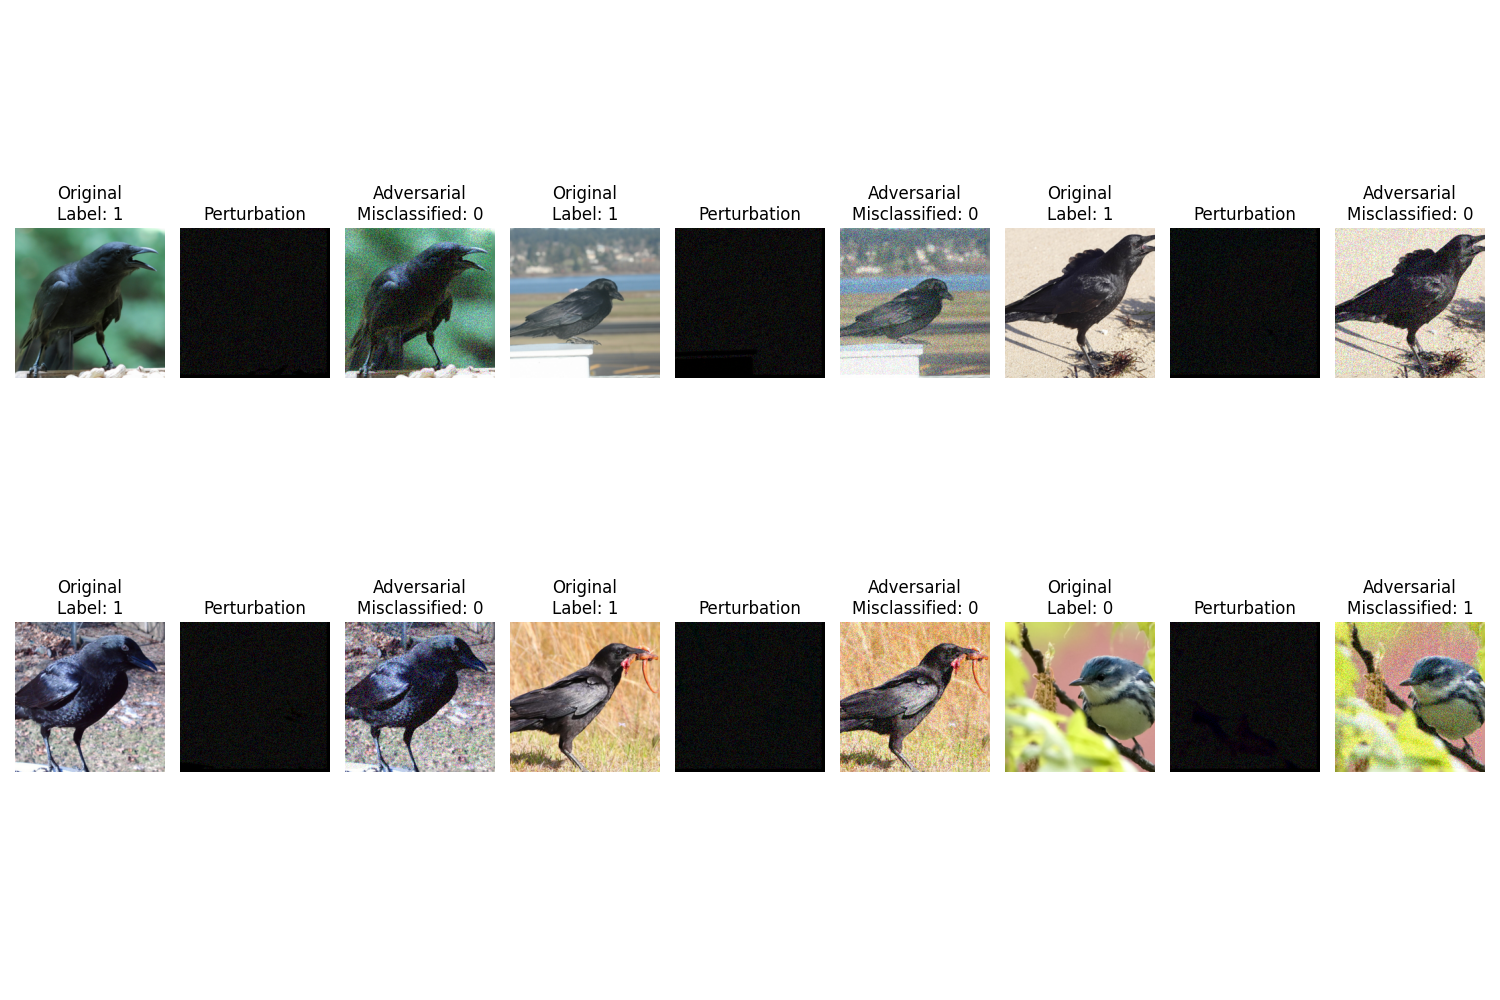 Original
Label: 1
Perturbation
Adversarial
Misclassified: 0
Original
Label: 1
Perturbation
Adversarial
Misclassified: 0
Original
Label: 1
Perturbation
Adversarial
Misclassified: 0
Original
Label: 1
Perturbation
Adversarial
Misclassified: 0
Original
Label: 1
Perturbation
Adversarial
Misclassified: 0
Original
Label: 0
Perturbation
Adversarial
Misclassified: 1